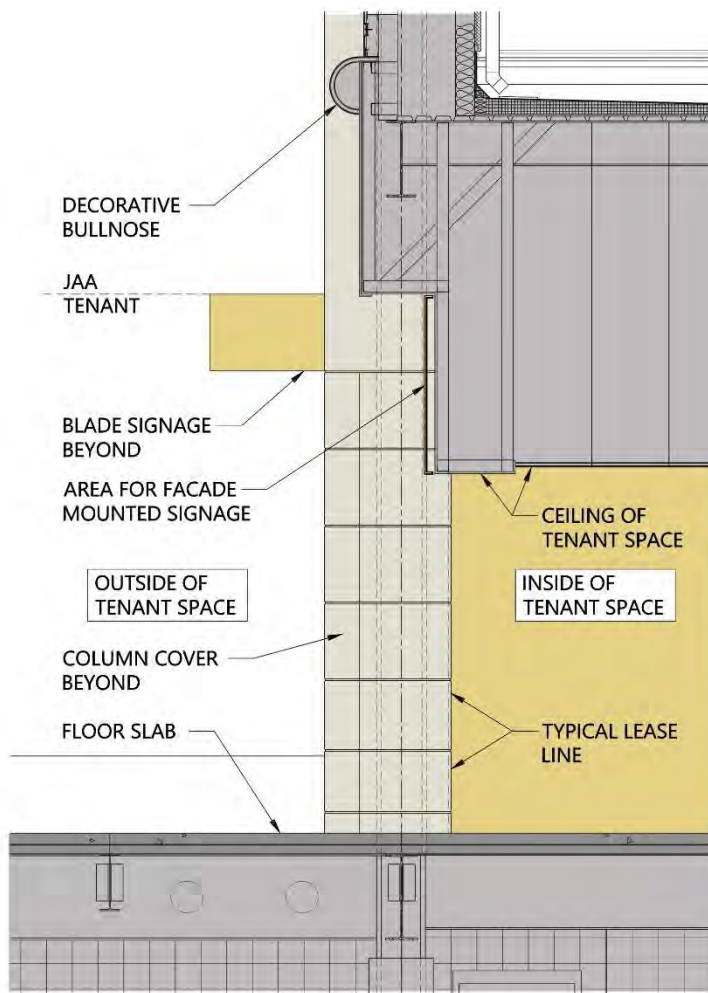 DECORATIVE
BULLNOSE
JAA
TENANT
BLADE SIGNAGE
BEYOND
AREA FOR FACADE
MOUNTED SIGNAGE
CEILING OF
TENANT SPACE
OUTSIDE OF
TENANT SPACE
INSIDE OF
TENANT SPACE
COLUMN COVER
BEYOND
FLOOR SLAB
TYPICAL LEASE
LINE